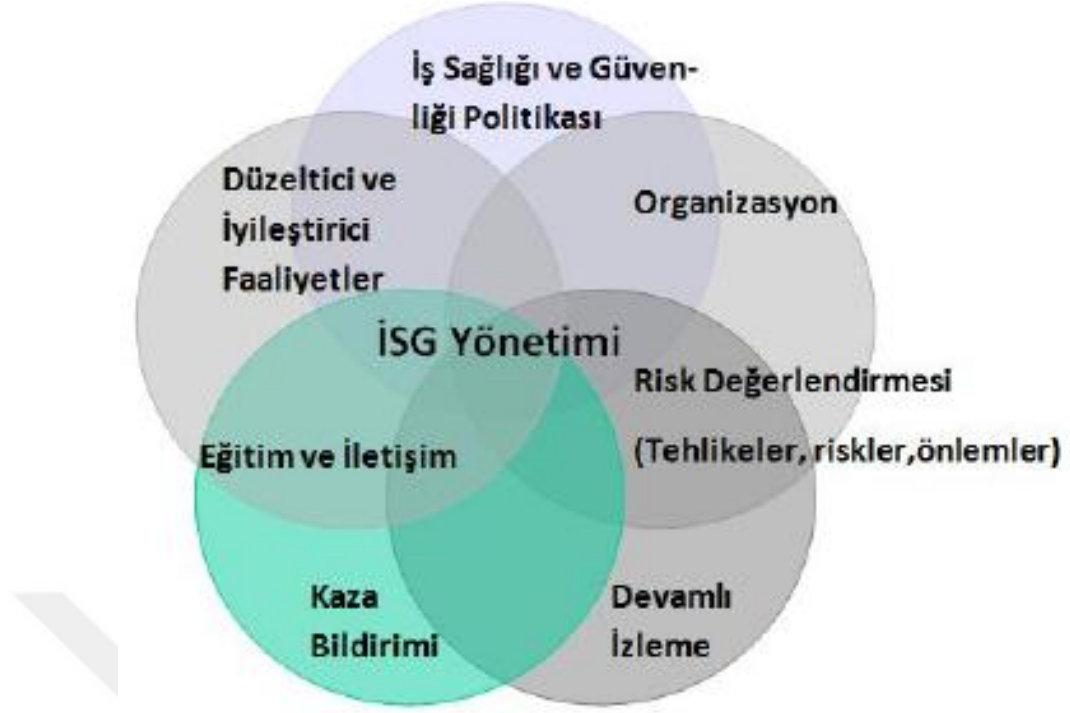 İş Sağlığı ve Güven-
liği Politikası
Düzeltici ve
İyileştirici
Faaliyetler
Organizasyon
İSG Yönetimi
Risk Değerlendirmesi
(Tehlikeler, riskler,önlemler)
Eğitim ve İletişim
Kaza
Bildirimi
Devamlı
İzleme